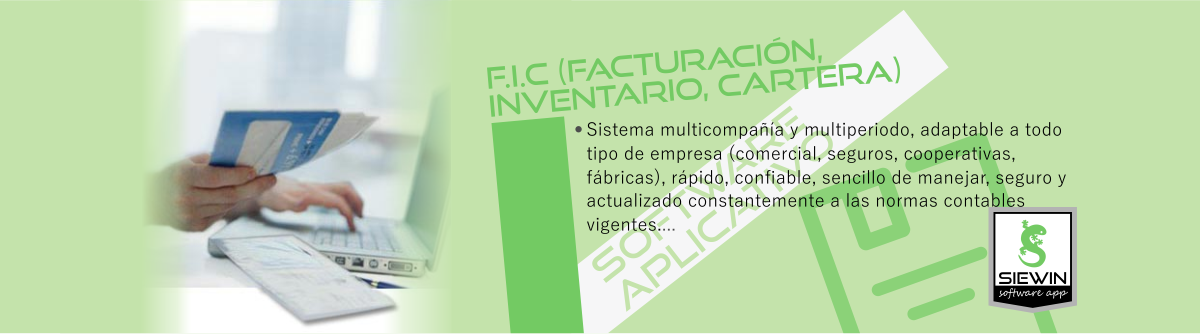 F.I.C (FACTURACIÓN,
INVENTARIO, CARTERA)
• Sistema multicompañía y multiperiodo, adaptable a todo
tipo de empresa (comercial, seguros, cooperativas,
fábricas), rápido, confiable, sencillo de manejar, seguro y
actualizado constantemente a las normas contables
vigentes....
SOFTWARE
APLICATIVO
SIEWIN
software app